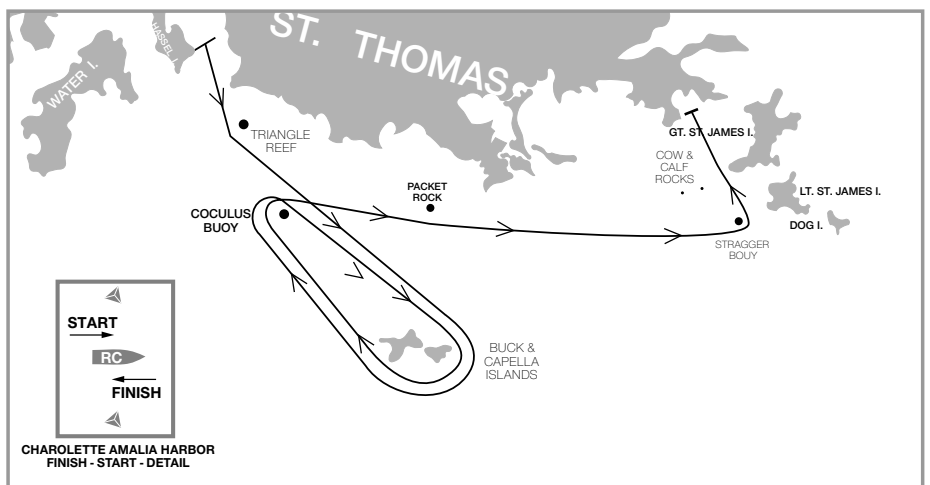 ST. THOMAS
HASSEL I.
WATER I.
TRIANGLE
REEF
GT. ST. JAMES I.
COW &
CALF
ROCKS
PACKET
ROCK
LT. ST. JAMES I.
COCULUS
BUOY
DOG I.
STRAGGER
BOUY
BUCK &
CAPELLA
ISLANDS
START
RC
FINISH
CHAROLETTE AMALIA HARBOR
FINISH - START - DETAIL